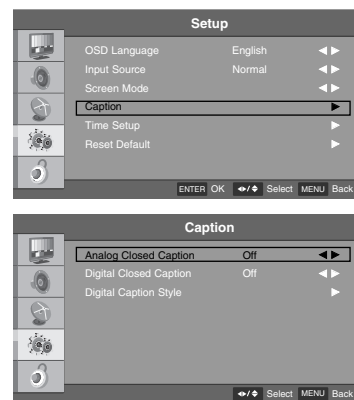 Setup
OSD Language English
Input Source Normal
Screen Mode
Caption
Time Setup
Reset Default
ENTER OK Select MENU Back
Caption
Analog Closed Caption Off
Digital Closed Caption Off
Digital Caption Style
Select MENU Back